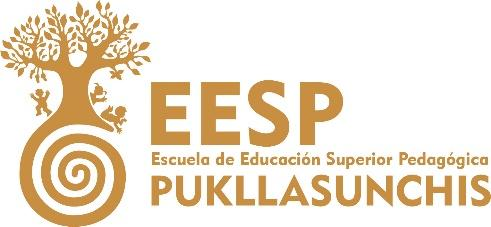 EESP
Escuela de Educación Superior Pedagógica
PUKLLASUNCHIS